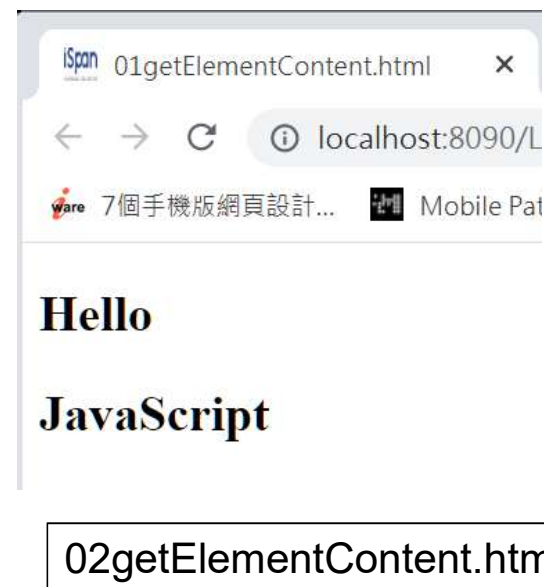 iSpan 01getElementContent.html
localhost:8090/L
ware 7個手機版網頁設計... Mobile Pat
Hello
JavaScript
02getElementContent.htm